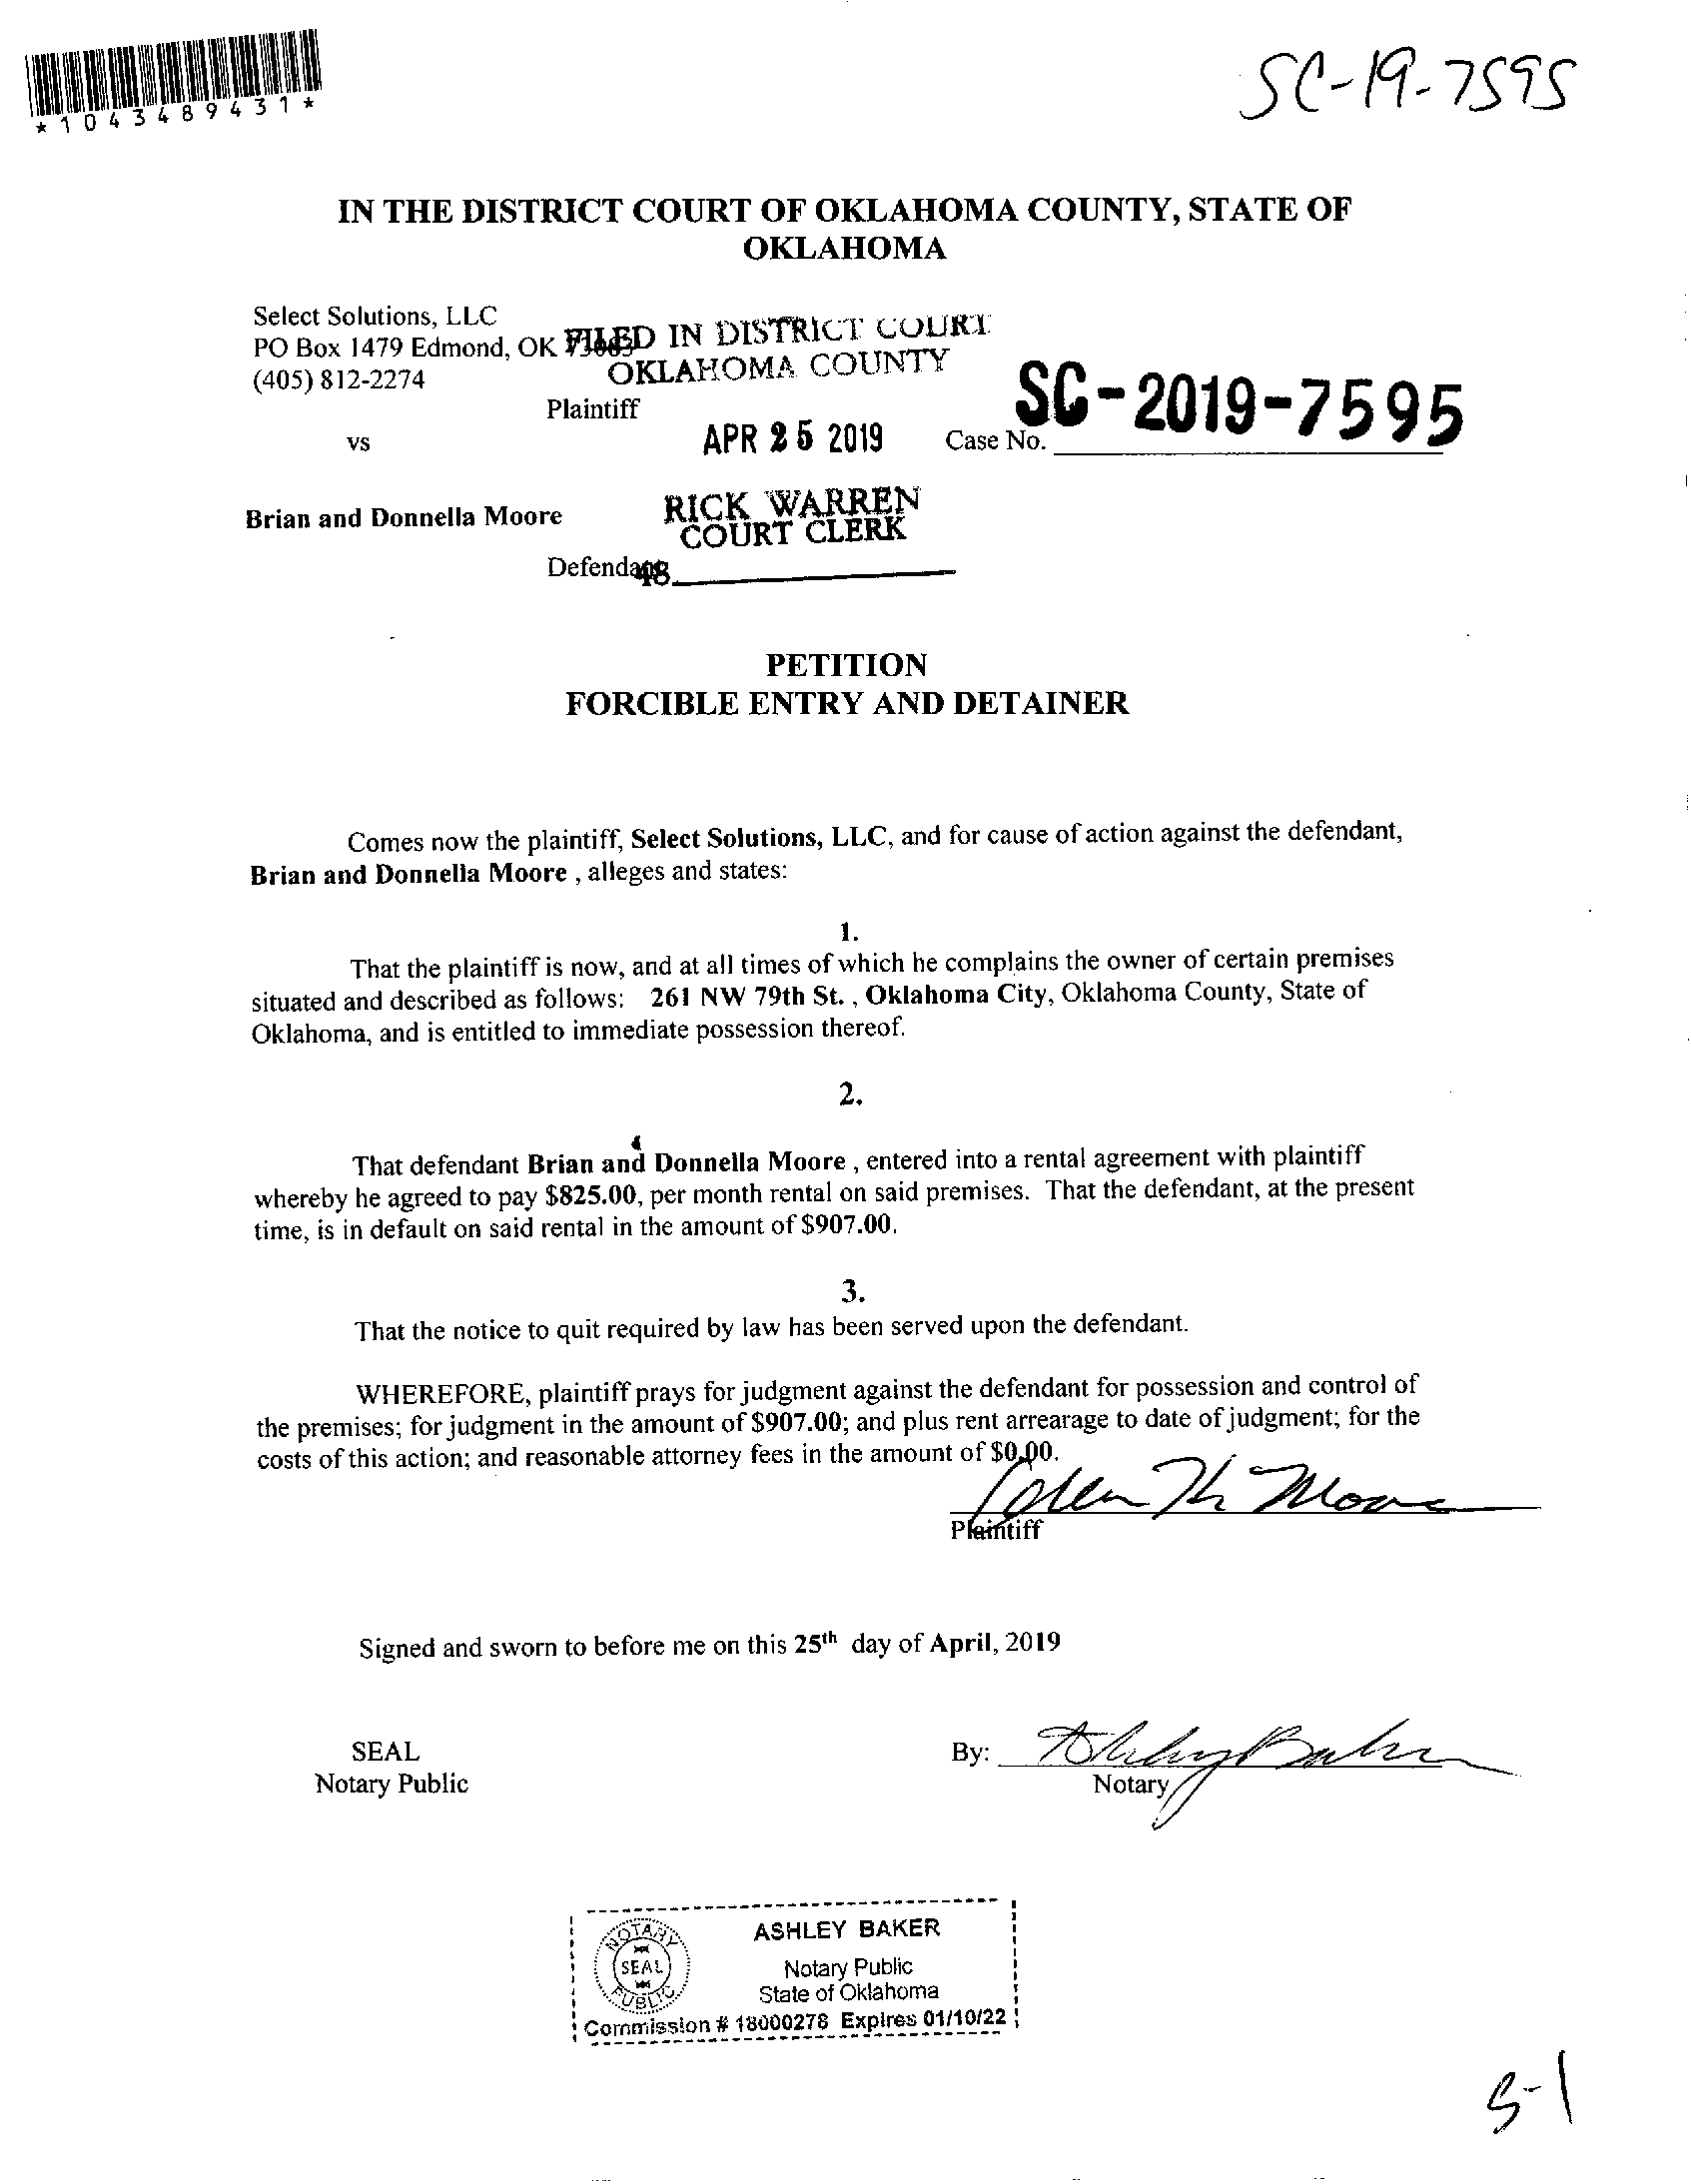 *1043489431*
SC-19-7595
IN THE DISTRICT COURT OF OKLAHOMA COUNTY, STATE OF
OKLAHOMA
Select Solutions, LLC
PO Box 1479 Edmond, OK
(405) 812-2274
FILED IN DISTRICT COURT
OKLAHOMA COUNTY
Plaintiff
vs
APR 25 2019
Case No. SC-2019-7595
Brian and Donnella Moore
RICK WARREN
COURT CLERK
48
PETITION
FORCIBLE ENTRY AND DETAINER
Comes now the plaintiff, Select Solutions, LLC, and for cause of action against the defendant,
Brian and Donnella Moore , alleges and states:
1.
That the plaintiff is now, and at all times of which he complains the owner of certain premises
situated and described as follows: 261 NW 79th St. , Oklahoma City, Oklahoma County, State of
Oklahoma, and is entitled to immediate possession thereof.
2.
That defendant Brian and Donnella Moore , entered into a rental agreement with plaintiff
whereby he agreed to pay $825.00, per month rental on said premises. That the defendant, at the present
time, is in default on said rental in the amount of $907.00.
3.
That the notice to quit required by law has been served upon the defendant.
WHEREFORE, plaintiff prays for judgment against the defendant for possession and control of
the premises; for judgment in the amount of $907.00; and plus rent arrearage to date of judgment; for the
costs of this action; and reasonable attorney fees in the amount of $0.00.
Moore
Plaintiff
Signed and sworn to before me on this 25th day of April, 2019
SEAL
Notary Public
By: Ashley Baker
Notary
NOTARY
SEAL
PUBLIC
ASHLEY BAKER
Notary Public
State of Oklahoma
Commission # 18000278 Expires 01/10/22
S-1